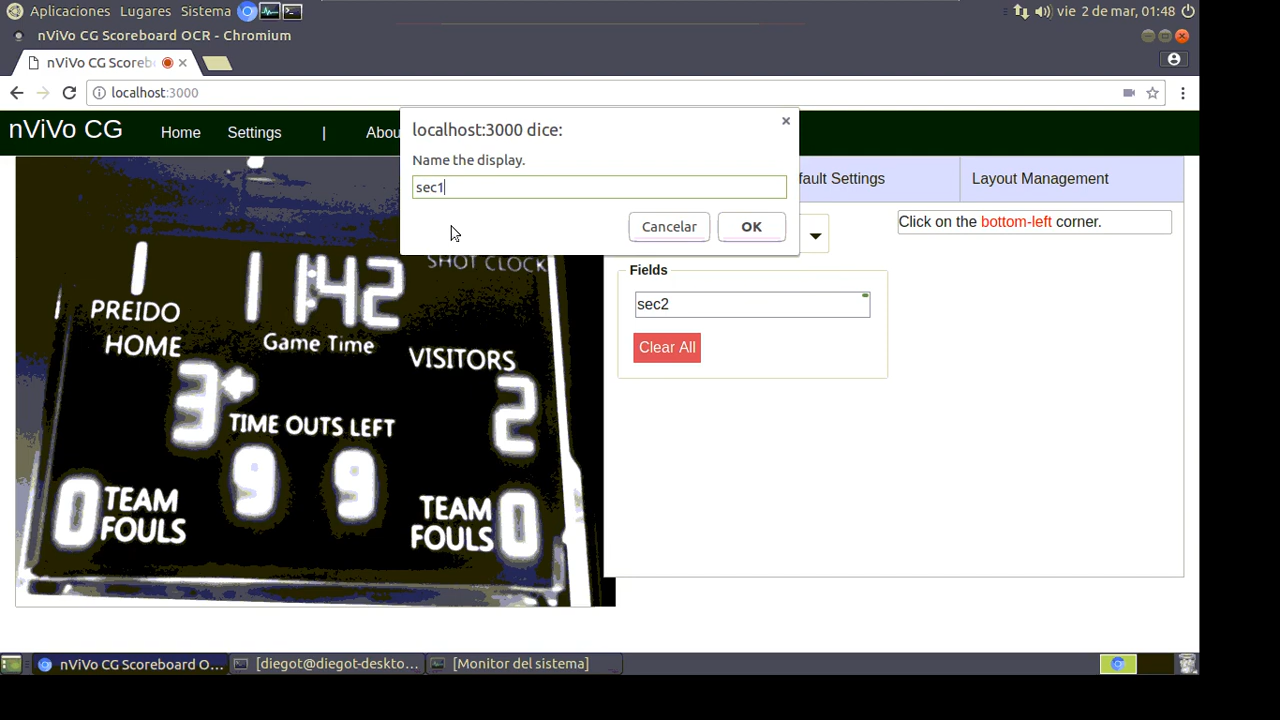 Aplicaciones Lugares Sistema
vie 2 de mar, 01:48
nViVo CG Scoreboard OCR - Chromium
nViVo CG Scoreb
localhost:3000
nViVo CG
Home Settings | Abou
localhost:3000 dice:
Name the display.
sec1
Cancelar OK
fault Settings
Layout Management
Click on the bottom-left corner.
Fields
sec2
Clear All
SHOT CLOCK
1 11:42
PREIDO
Game Time
HOME
VISITORS
3 2
TIME OUTS LEFT
9 9
0 TEAM FOULS
TEAM FOULS 0
nViVo CG Scoreboard O...
[diegot@diegot-deskto...
[Monitor del sistema]